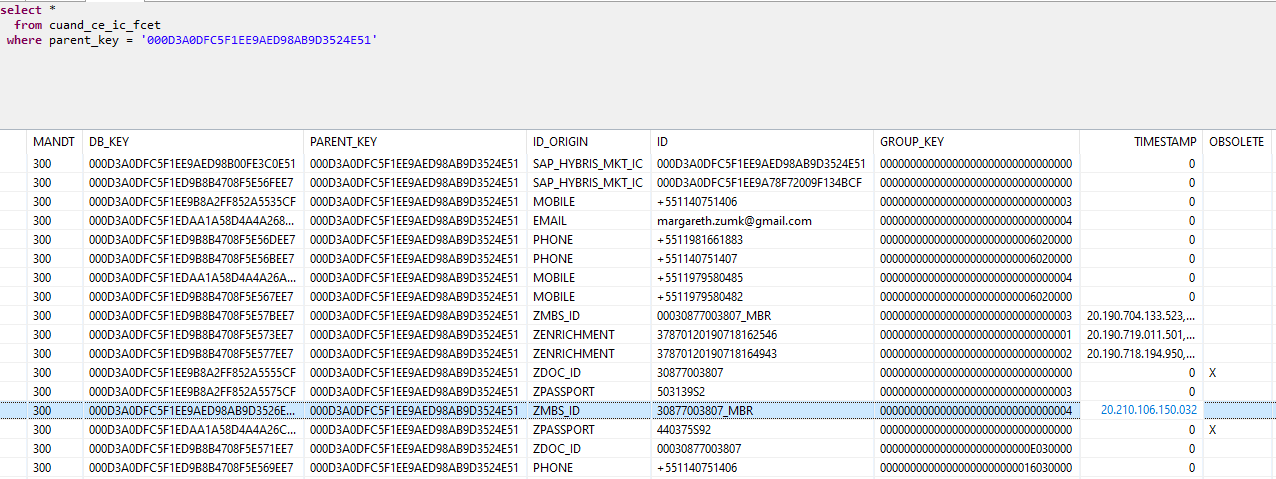 select *
from cuand_ce_ic_fcet
where parent_key = '000D3A0DFC5F1EE9AED98AB9D3524E51'
MANDT DB_KEY PARENT_KEY ID_ORIGIN ID GROUP_KEY TIMESTAMP OBSOLETE
300 000D3A0DFC5F1EE9AED98B00FE3C0E51 000D3A0DFC5F1EE9AED98AB9D3524E51 SAP_HYBRIS_MKT_IC 000D3A0DFC5F1EE9AED98AB9D3524E51 00000000000000000000000000000000 0
300 000D3A0DFC5F1ED9B8B4708F5E56FEE7 000D3A0DFC5F1EE9AED98AB9D3524E51 SAP_HYBRIS_MKT_IC 000D3A0DFC5F1EE9A78F72009F134BCF 00000000000000000000000000000000 0
300 000D3A0DFC5F1EE9B8A2FF852A5535CF 000D3A0DFC5F1EE9AED98AB9D3524E51 MOBILE +551140751406 00000000000000000000000000000003 0
300 000D3A0DFC5F1EDAA1A58D4A4A268... 000D3A0DFC5F1EE9AED98AB9D3524E51 EMAIL margareth.zumk@gmail.com 00000000000000000000000000000004 0
300 000D3A0DFC5F1ED9B8B4708F5E56DEE7 000D3A0DFC5F1EE9AED98AB9D3524E51 PHONE +5511981661883 00000000000000000000000006020000 0
300 000D3A0DFC5F1ED9B8B4708F5E56BEE7 000D3A0DFC5F1EE9AED98AB9D3524E51 PHONE +551140751407 00000000000000000000000006020000 0
300 000D3A0DFC5F1EDAA1A58D4A4A26A... 000D3A0DFC5F1EE9AED98AB9D3524E51 MOBILE +5511979580485 00000000000000000000000000000004 0
300 000D3A0DFC5F1ED9B8B4708F5E567EE7 000D3A0DFC5F1EE9AED98AB9D3524E51 MOBILE +5511979580482 00000000000000000000000006020000 0
300 000D3A0DFC5F1ED9B8B4708F5E57BEE7 000D3A0DFC5F1EE9AED98AB9D3524E51 ZMBS_ID 00030877003807_MBR 00000000000000000000000000000003 20.190.704.133.523,...
300 000D3A0DFC5F1ED9B8B4708F5E573EE7 000D3A0DFC5F1EE9AED98AB9D3524E51 ZENRICHMENT 37870120190718162546 00000000000000000000000000000001 20.190.719.011.501,...
300 000D3A0DFC5F1ED9B8B4708F5E577EE7 000D3A0DFC5F1EE9AED98AB9D3524E51 ZENRICHMENT 37870120190718164943 00000000000000000000000000000002 20.190.718.194.950,...
300 000D3A0DFC5F1EE9B8A2FF852A5555CF 000D3A0DFC5F1EE9AED98AB9D3524E51 ZDOC_ID 30877003807 00000000000000000000000000000000 0 X
300 000D3A0DFC5F1EE9B8A2FF852A5575CF 000D3A0DFC5F1EE9AED98AB9D3524E51 ZPASSPORT 503139S2 00000000000000000000000000000003 0
300 000D3A0DFC5F1EE9AED98AB9D3526E... 000D3A0DFC5F1EE9AED98AB9D3524E51 ZMBS_ID 30877003807_MBR 00000000000000000000000000000004 20.210.106.150.032
300 000D3A0DFC5F1EDAA1A58D4A4A26C... 000D3A0DFC5F1EE9AED98AB9D3524E51 ZPASSPORT 440375S92 00000000000000000000000000000000 0 X
300 000D3A0DFC5F1ED9B8B4708F5E571EE7 000D3A0DFC5F1EE9AED98AB9D3524E51 ZDOC_ID 00030877003807 0000000000000000000000000E030000 0
300 000D3A0DFC5F1ED9B8B4708F5E569EE7 000D3A0DFC5F1EE9AED98AB9D3524E51 PHONE +551140751406 00000000000000000000000016030000 0